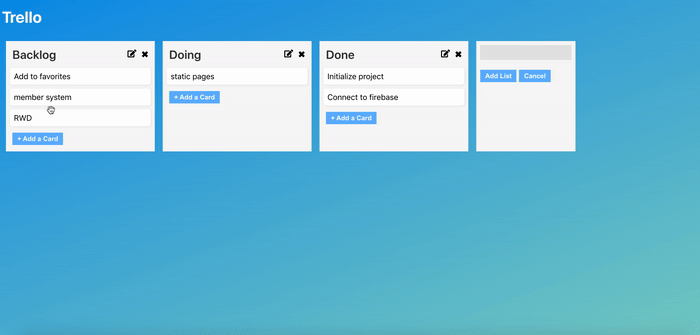 Trello
Backlog
Add to favorites
member system
RWD
+ Add a Card
Doing
static pages
+ Add a Card
Done
Initialize project
Connect to firebase
+ Add a Card
Add List
Cancel